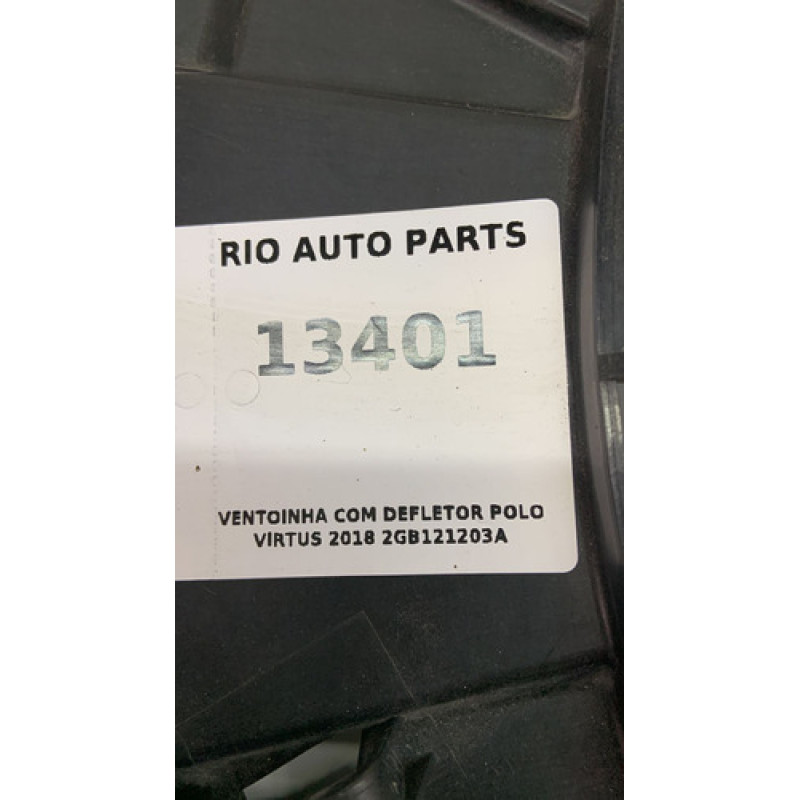 RIO AUTO PARTS
13401
VENTOINHA COM DEFLETOR POLO
VIRTUS 2018 2GB121203A